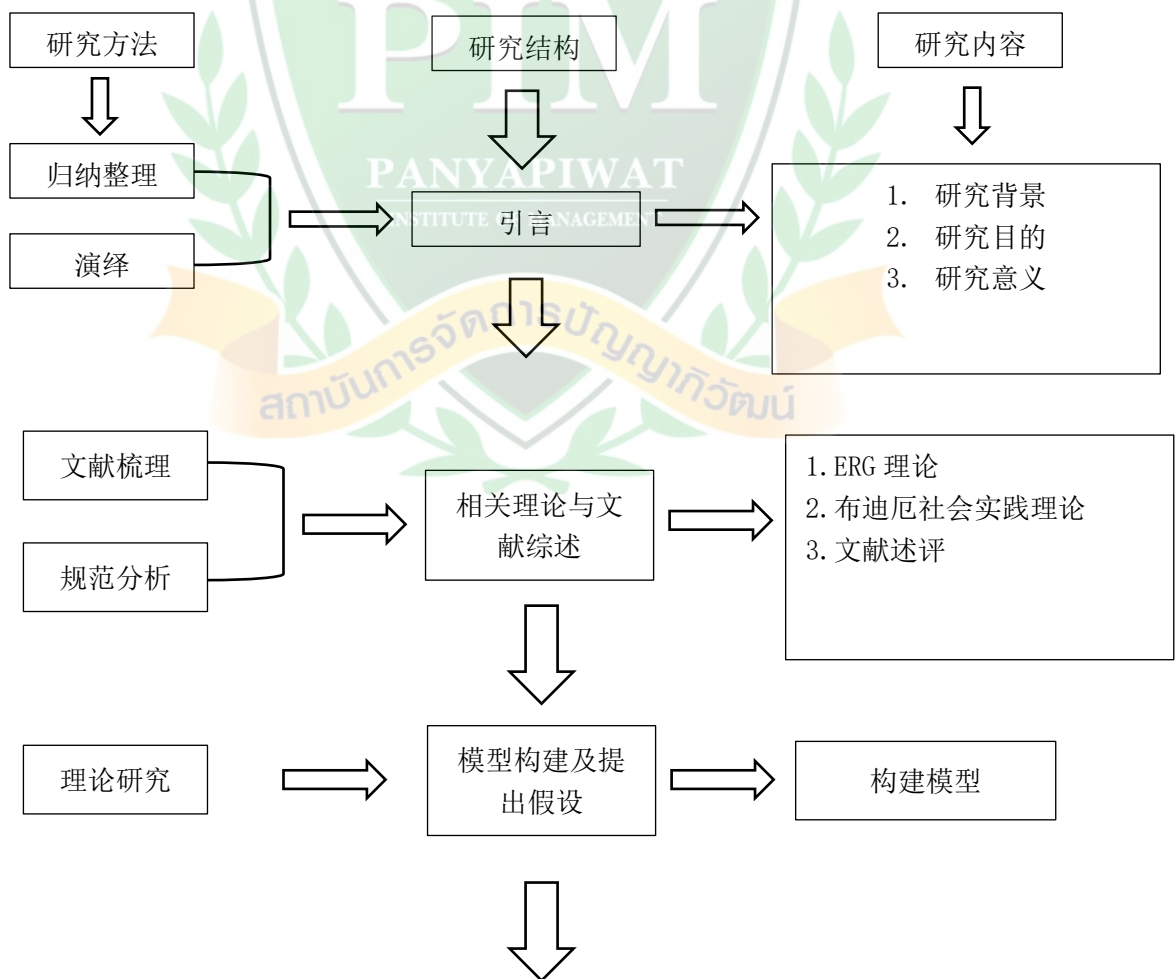 研究方法
研究结构
研究内容
归纳整理
演绎
引言
1. 研究背景
2. 研究目的
3. 研究意义
PIM
PANYAPIWAT
INSTITUTE OF MANAGEMENT
สถาบันการจัดการปัญญาภิวัฒน์
文献梳理
规范分析
相关理论与文
献综述
1.ERG 理论
2.布迪厄社会实践理论
3.文献述评
理论研究
模型构建及提
出假设
构建模型